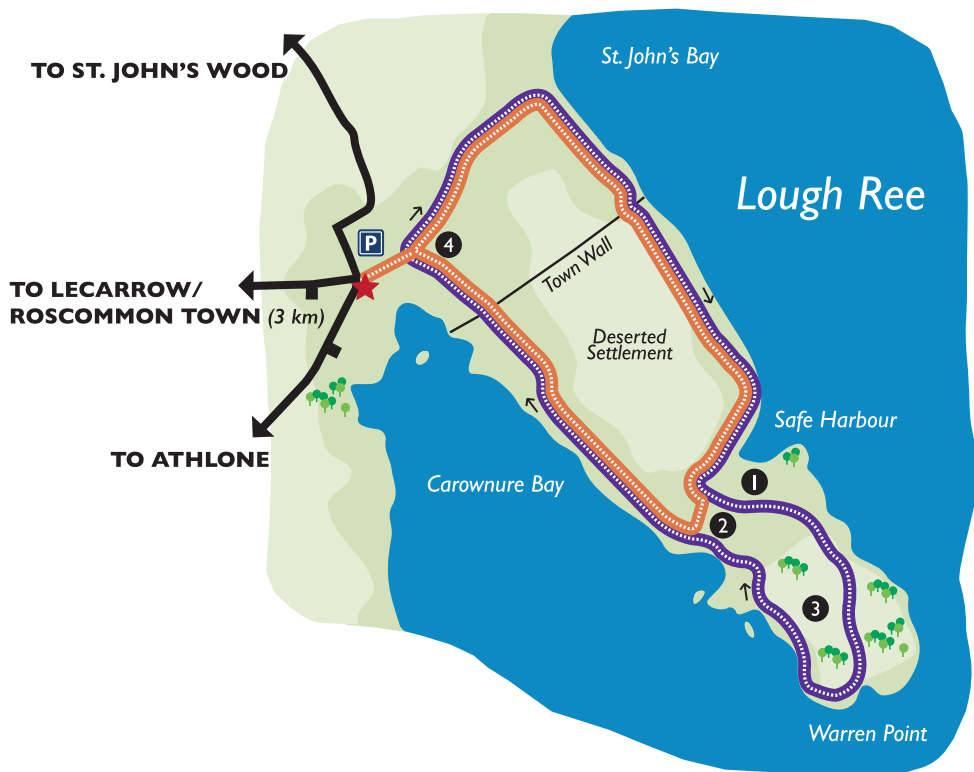 St. John's Bay
TO ST. JOHN'S WOOD
Lough Ree
P
4
Town Wall
TO LECARROW/
ROSCOMMON TOWN (3 km)
Deserted
Settlement
Safe Harbour
TO ATHLONE
Carownure Bay
1
2
3
Warren Point